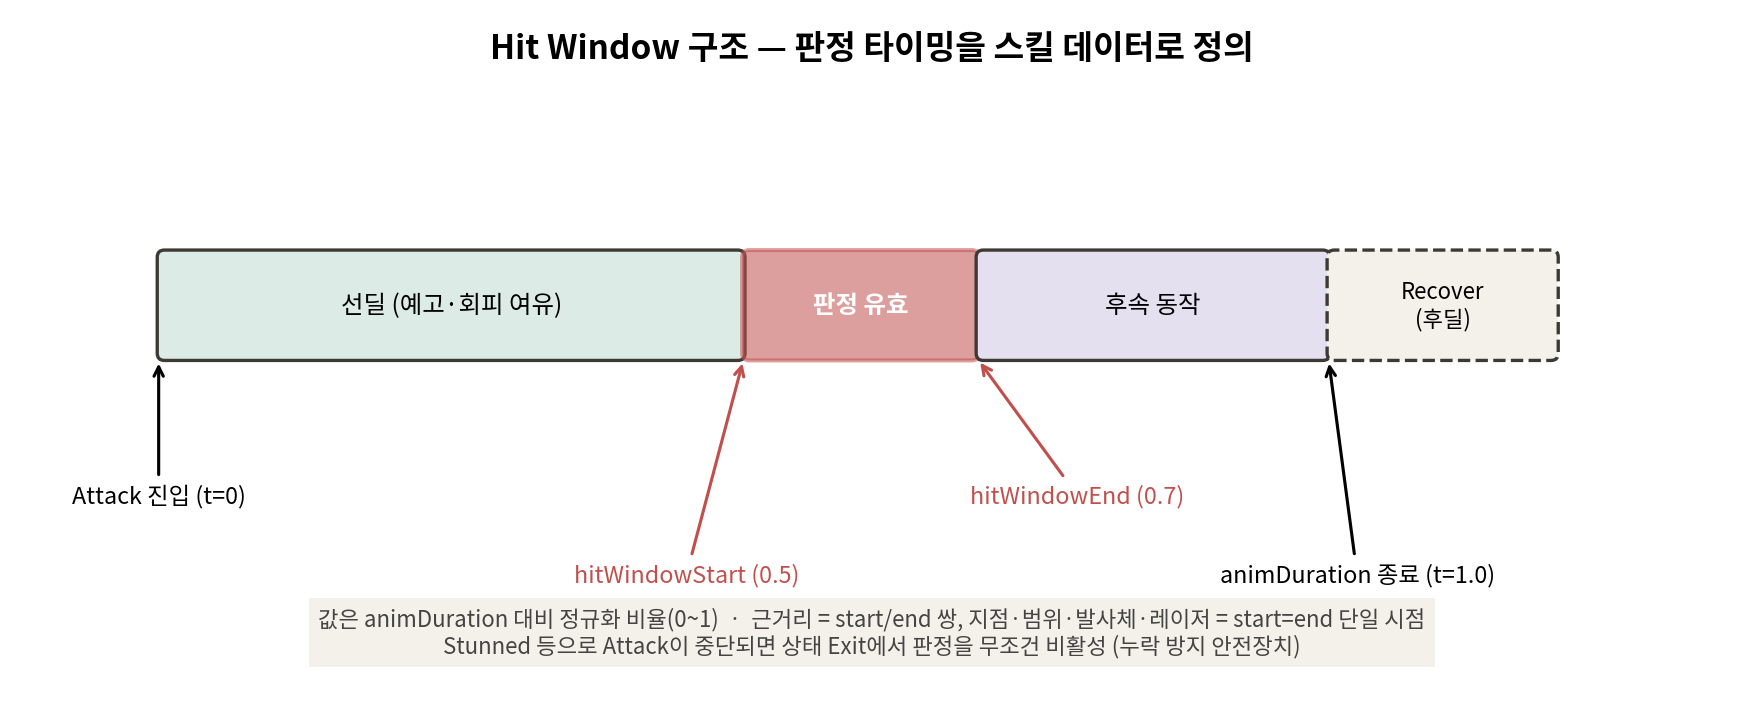 Hit Window 구조 — 판정 타이밍을 스킬 데이터로 정의
선딜 (예고·회피 여유)
판정 유효
후속 동작
Recover
(후딜)
Attack 진입 (t=0)
hitWindowEnd (0.7)
hitWindowStart (0.5)
animDuration 종료 (t=1.0)
값은 animDuration 대비 정규화 비율(0~1) · 근거리 = start/end 쌍, 지점·범위·발사체·레이저 = start=end 단일 시점
Stunned 등으로 Attack이 중단되면 상태 Exit에서 판정을 무조건 비활성 (누락 방지 안전장치)